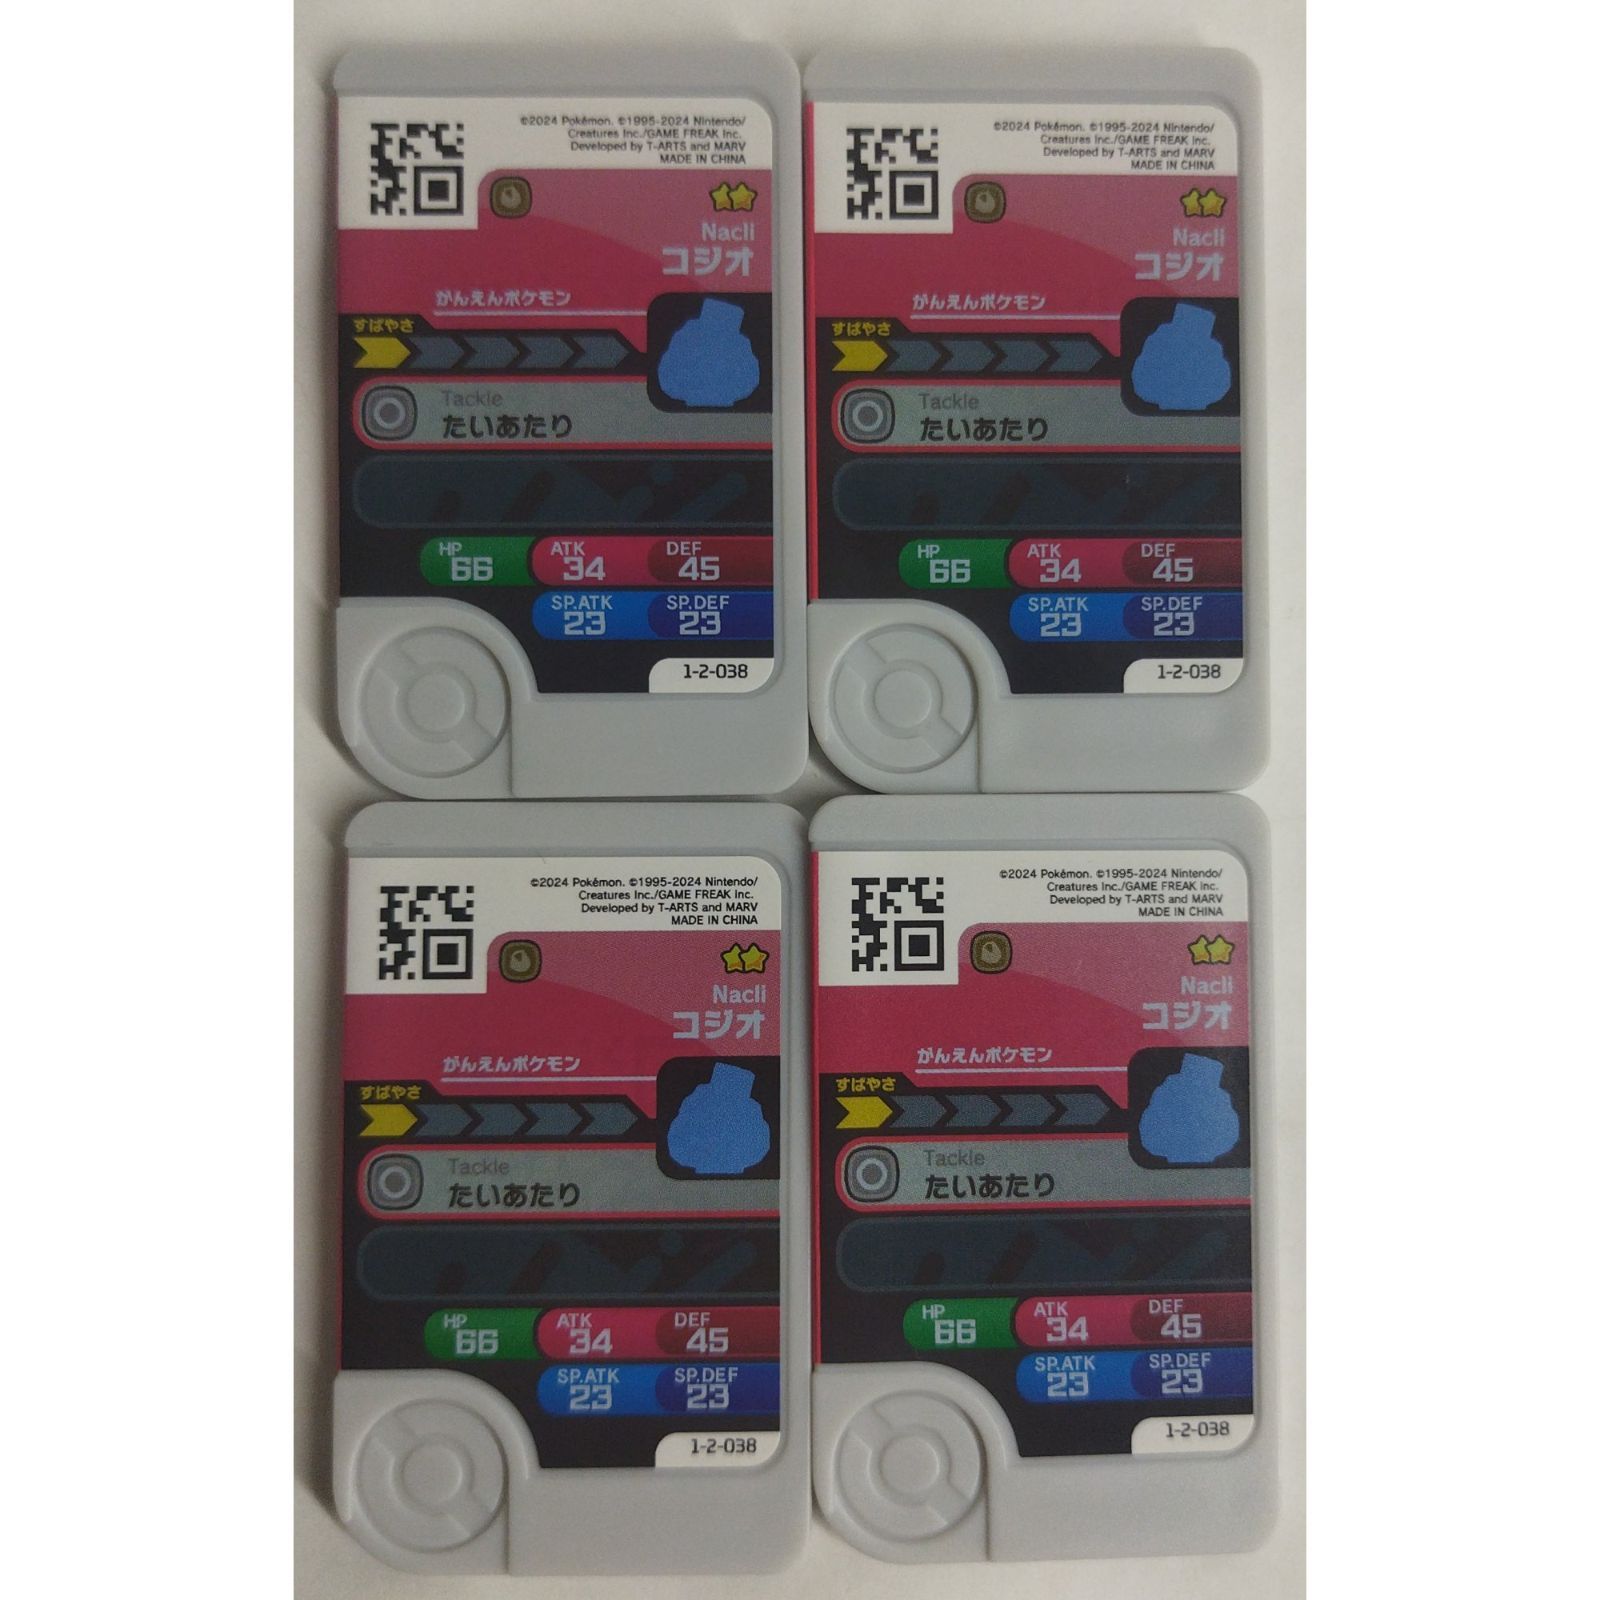 ©2024 Pokémon. ©1995-2024 Nintendo/
Creatures Inc./GAME FREAK inc.
Developed by T-ARTS and MARV
MADE IN CHINA
Nacli
コジオ
がんえんポケモン
すばやさ
Tackle
たいあたり
HP
66
ATK
34
DEF
45
SP.ATK
23
SP.DEF
23
1-2-038
©2024 Pokémon. ©1995-2024 Nintendo/
Creatures Inc./GAME FREAK inc.
Developed by T-ARTS and MARV
MADE IN CHINA
Nacli
コジオ
がんえんポケモン
すばやさ
Tackle
たいあたり
HP
66
ATK
34
DEF
45
SP.ATK
23
SP.DEF
23
1-2-038
©2024 Pokémon. ©1995-2024 Nintendo/
Creatures Inc./GAME FREAK inc.
Developed by T-ARTS and MARV
MADE IN CHINA
Nacli
コジオ
がんえんポケモン
すばやさ
Tackle
たいあたり
HP
66
ATK
34
DEF
45
SP.ATK
23
SP.DEF
23
1-2-038
©2024 Pokémon. ©1995-2024 Nintendo/
Creatures Inc./GAME FREAK inc.
Developed by T-ARTS and MARV
MADE IN CHINA
Nacli
コジオ
がんえんポケモン
すばやさ
Tackle
たいあたり
HP
66
ATK
34
DEF
45
SP.ATK
23
SP.DEF
23
1-2-038